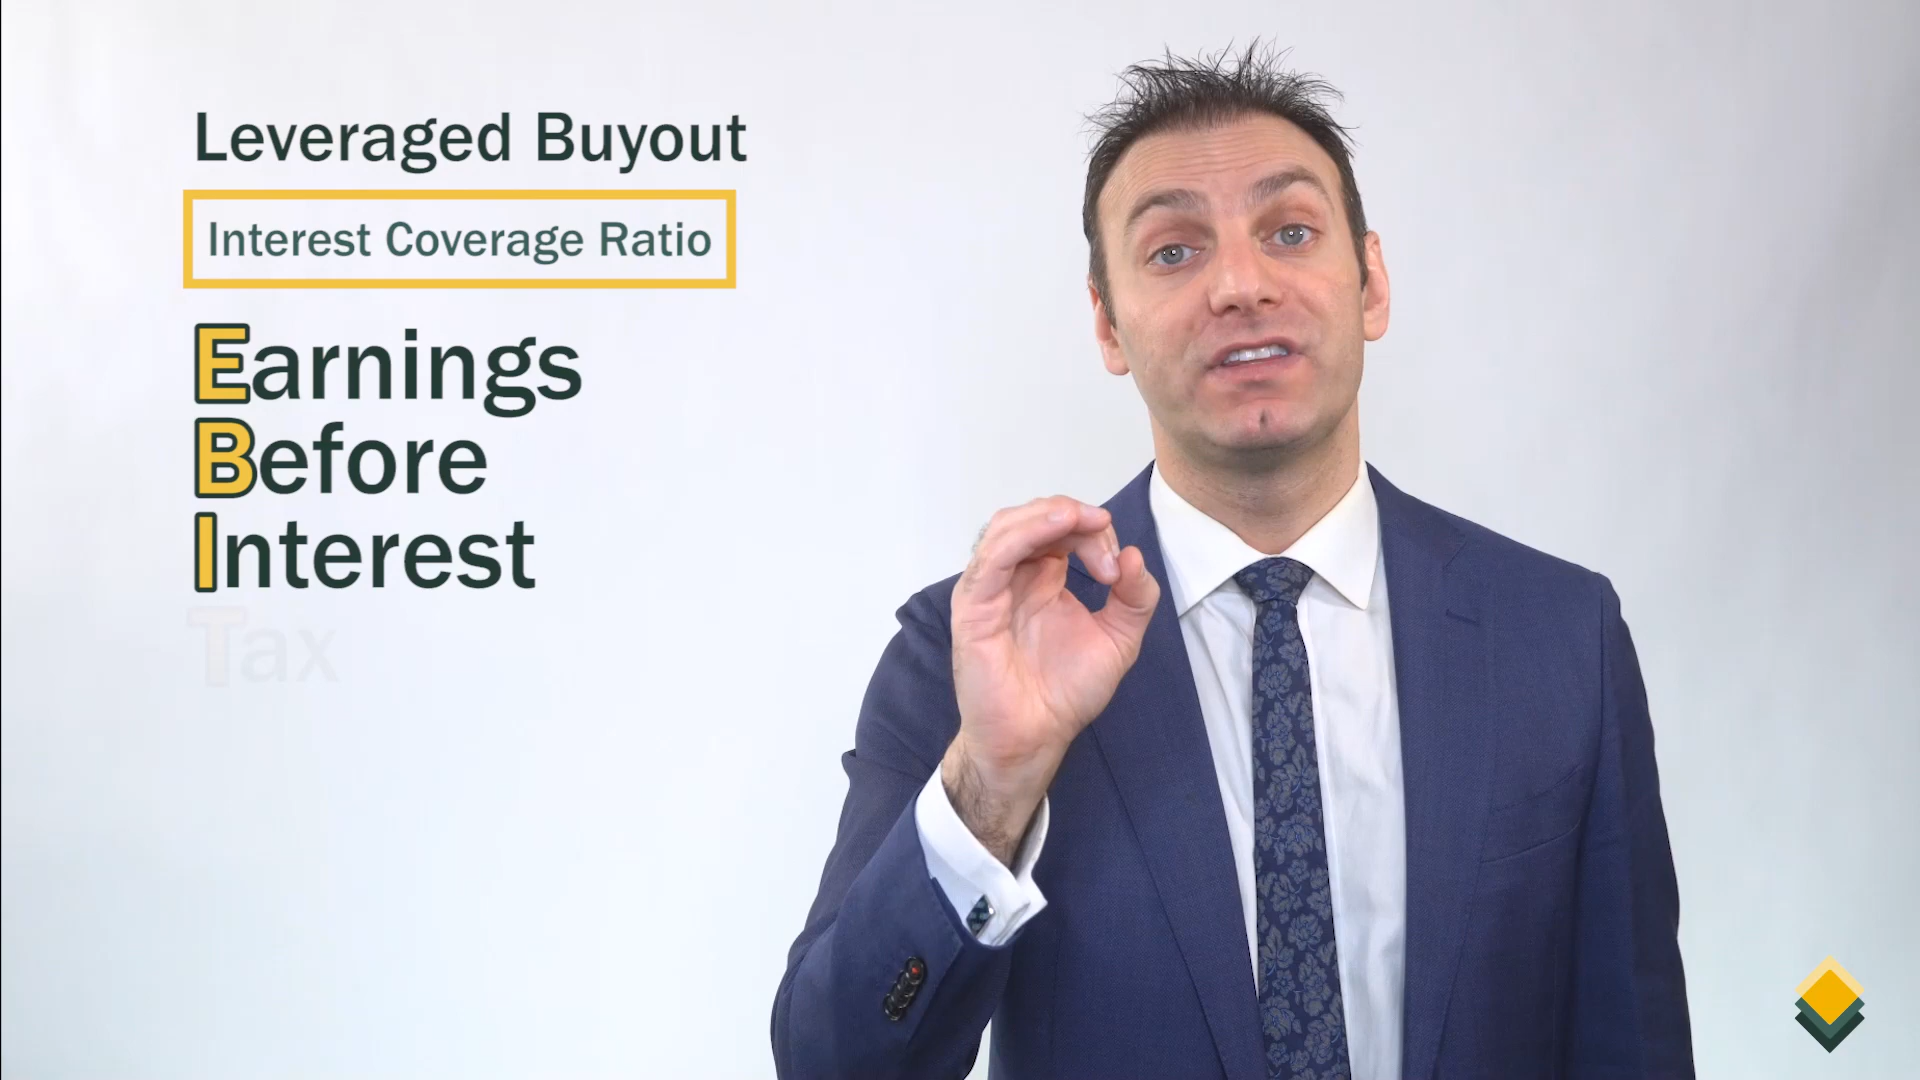 Leveraged Buyout
Interest Coverage Ratio
Earnings
Before
Interest
Tax